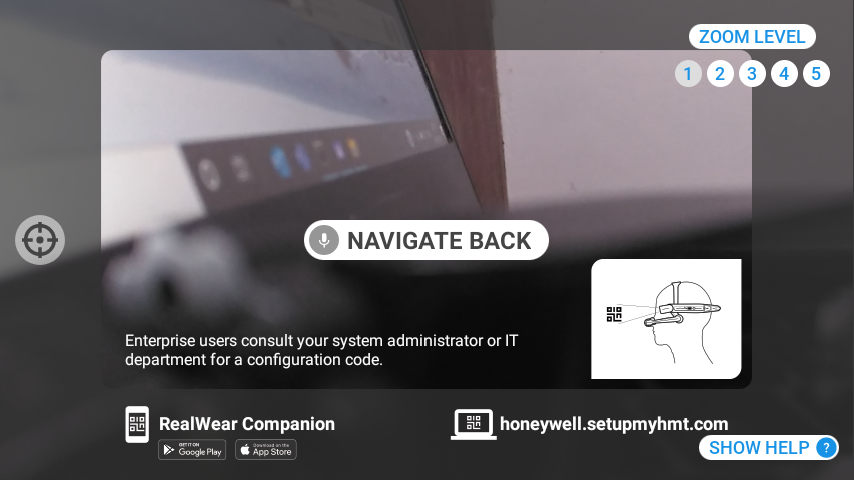 ZOOM LEVEL
1 2 3 4 5
NAVIGATE BACK
Enterprise users consult your system administrator or IT
department for a configuration code.
RealWear Companion
honeywell.setupmyhmt.com
GET IT ON
Google Play
Download on the
App Store
SHOW HELP ?